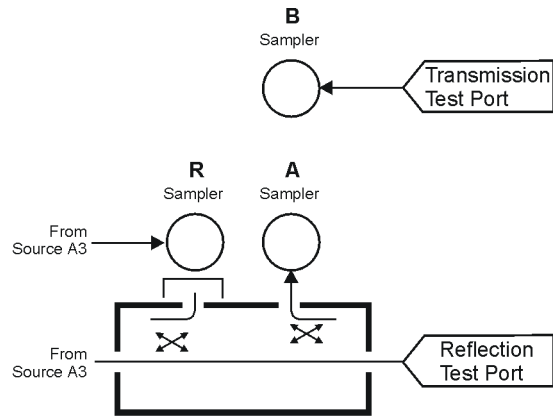 B
Sampler
Transmission
Test Port
R
Sampler
A
Sampler
From
Source A3
From
Source A3
Reflection
Test Port